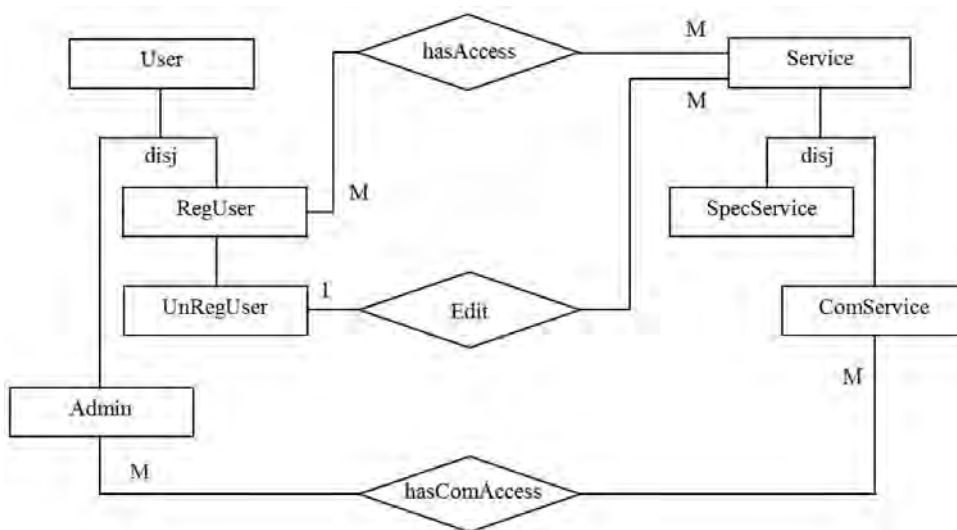 User
hasAccess
M
Service
M
disj
disj
RegUser
M
SpecService
UnRegUser
1
Edit
ComService
Admin
M
M
hasComAccess